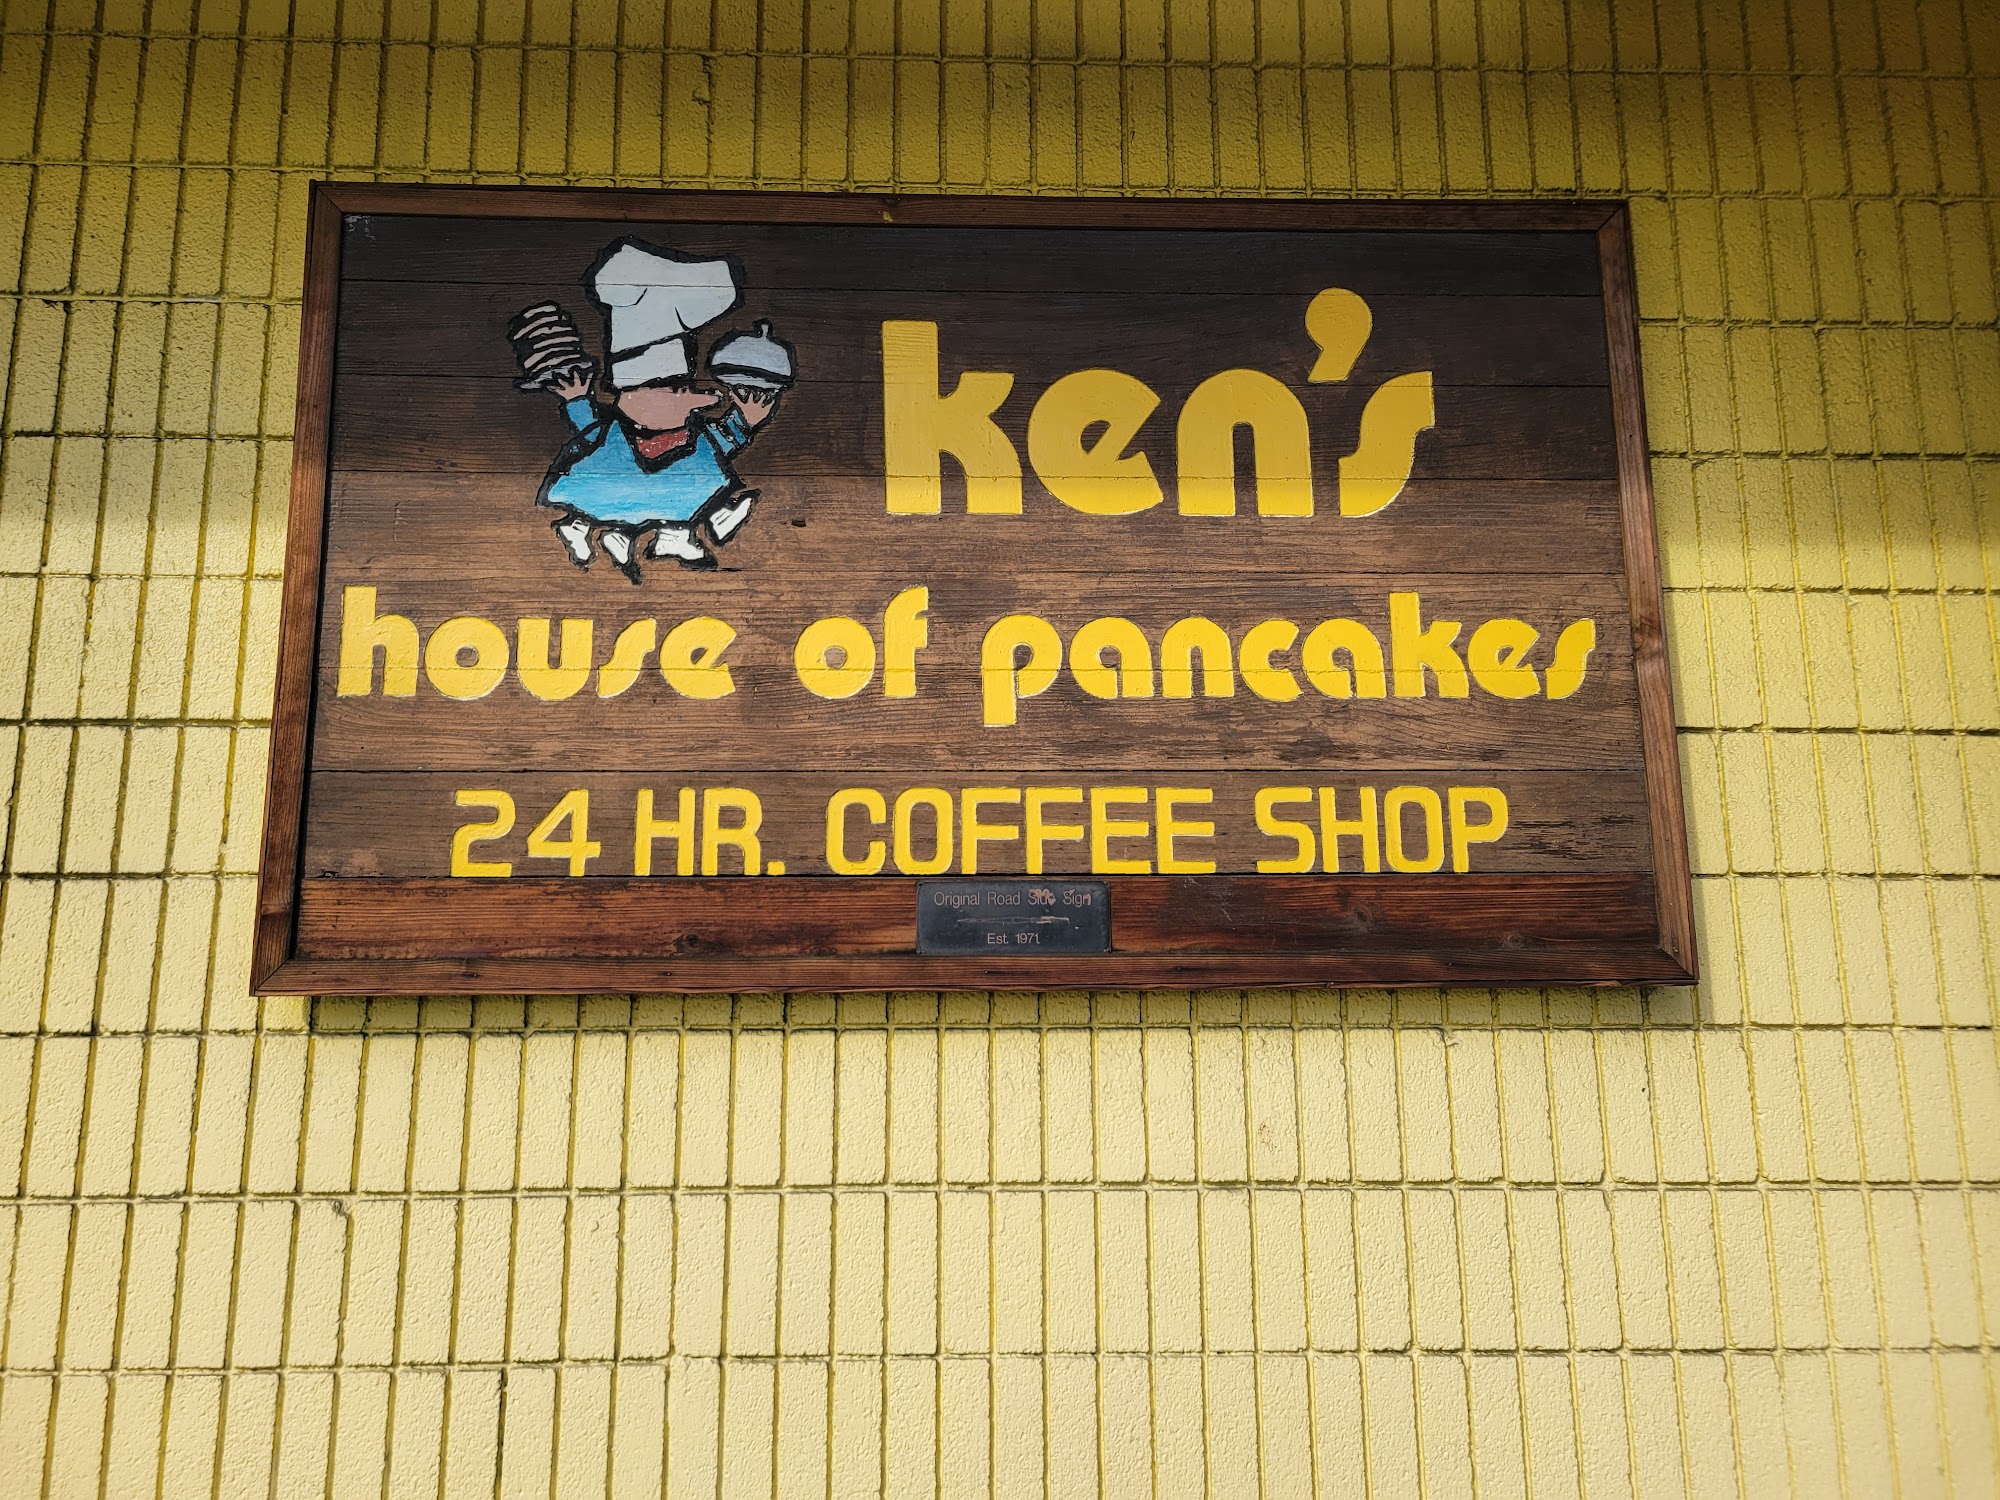 ken's
house of pancakes
24 HR. COFFEE SHOP
Original Road Side Sign
Est. 1971